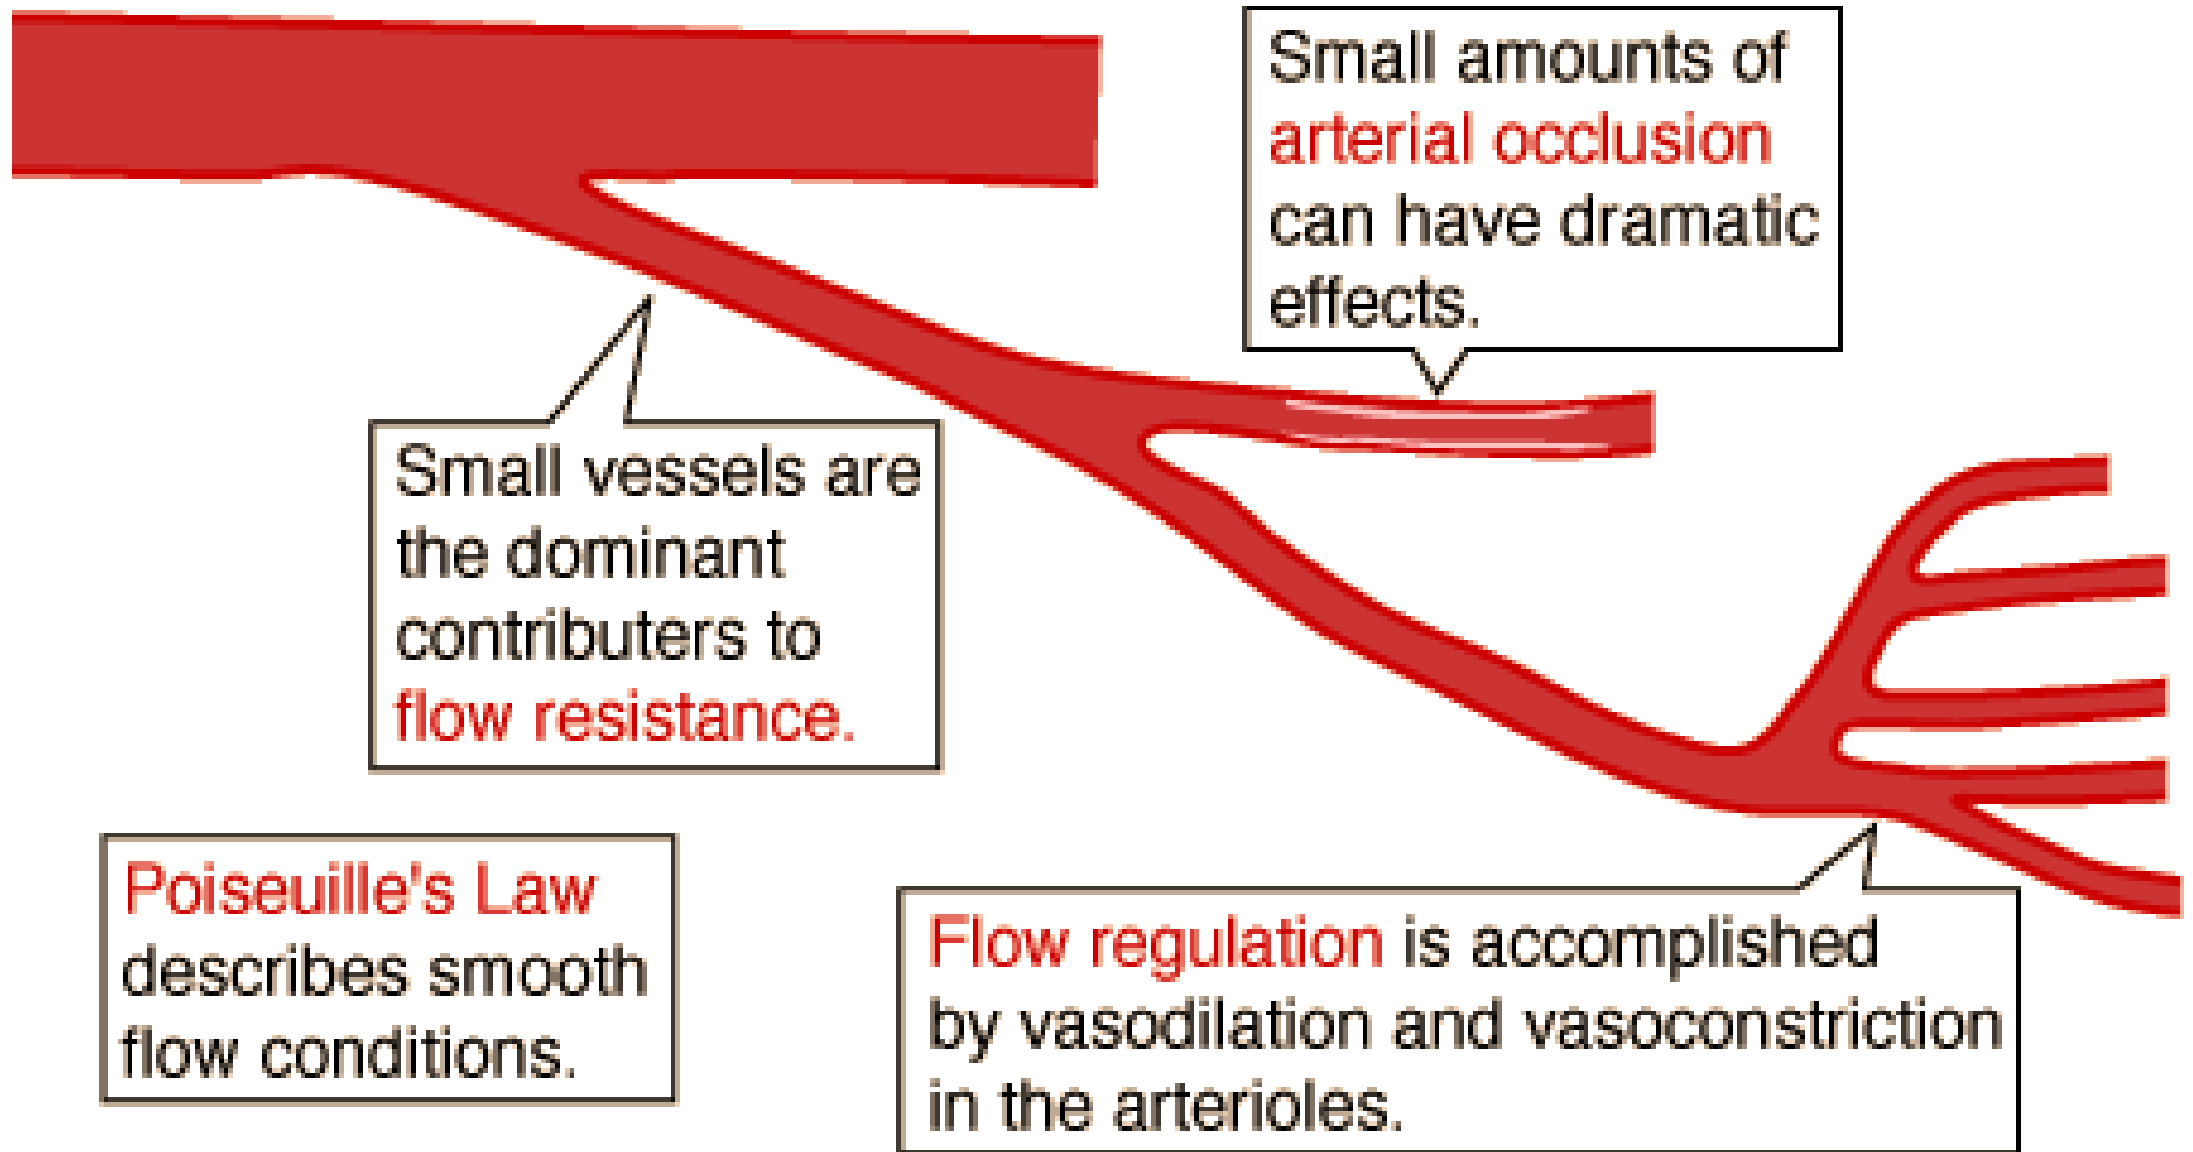 Small amounts of
arterial occlusion
can have dramatic
effects.
Small vessels are
the dominant
contributers to
flow resistance.
Poiseuille's Law
describes smooth
flow conditions.
Flow regulation is accomplished
by vasodilation and vasoconstriction
in the arterioles.